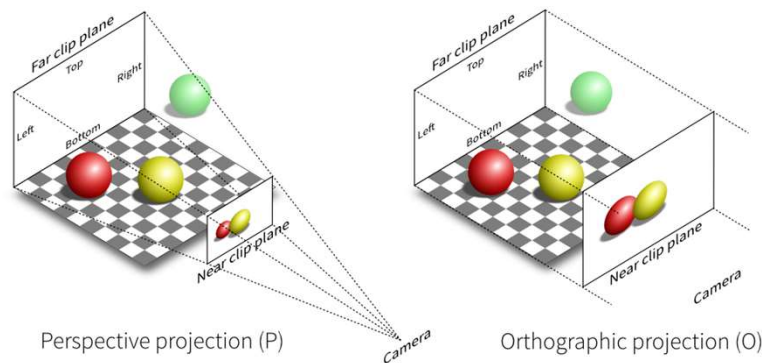 Far clip plane
Top
Right
Left
Bottom
Near clip plane
Camera
Perspective projection (P)
Far clip plane
Top
Right
Left
Bottom
Near clip plane
Camera
Orthographic projection (O)